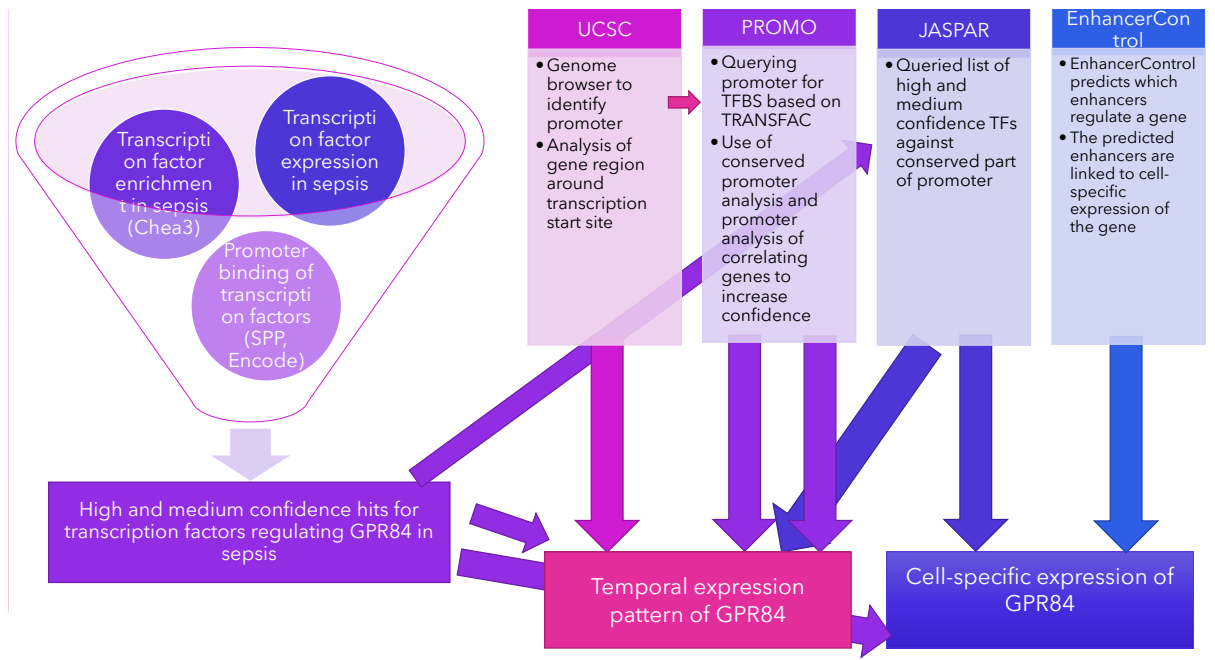 Transcripti
on factor
enrichmen
t in sepsis
(Chea3)
Transcripti
on factor
expression
in sepsis
Promoter
binding of
transcripti
on factors
(SPP,
Encode)
High and medium confidence hits for
transcription factors regulating GPR84 in
sepsis
UCSC
• Genome
browser to
identify
promoter
• Analysis of
gene region
around
transcription
start site
PROMO
• Querying
promoter for
TFBS based on
TRANSFAC
• Use of
conserved
promoter
analysis and
promoter
analysis of
correlating
genes to
increase
confidence
JASPAR
• Queried list of
high and
medium
confidence TFs
against
conserved part
of promoter
EnhancerCon
trol
• EnhancerControl
predicts which
enhancers
regulate a gene
• The predicted
enhancers are
linked to cell-
specific
expression of
the gene
Temporal expression
pattern of GPR84
Cell-specific expression of
GPR84